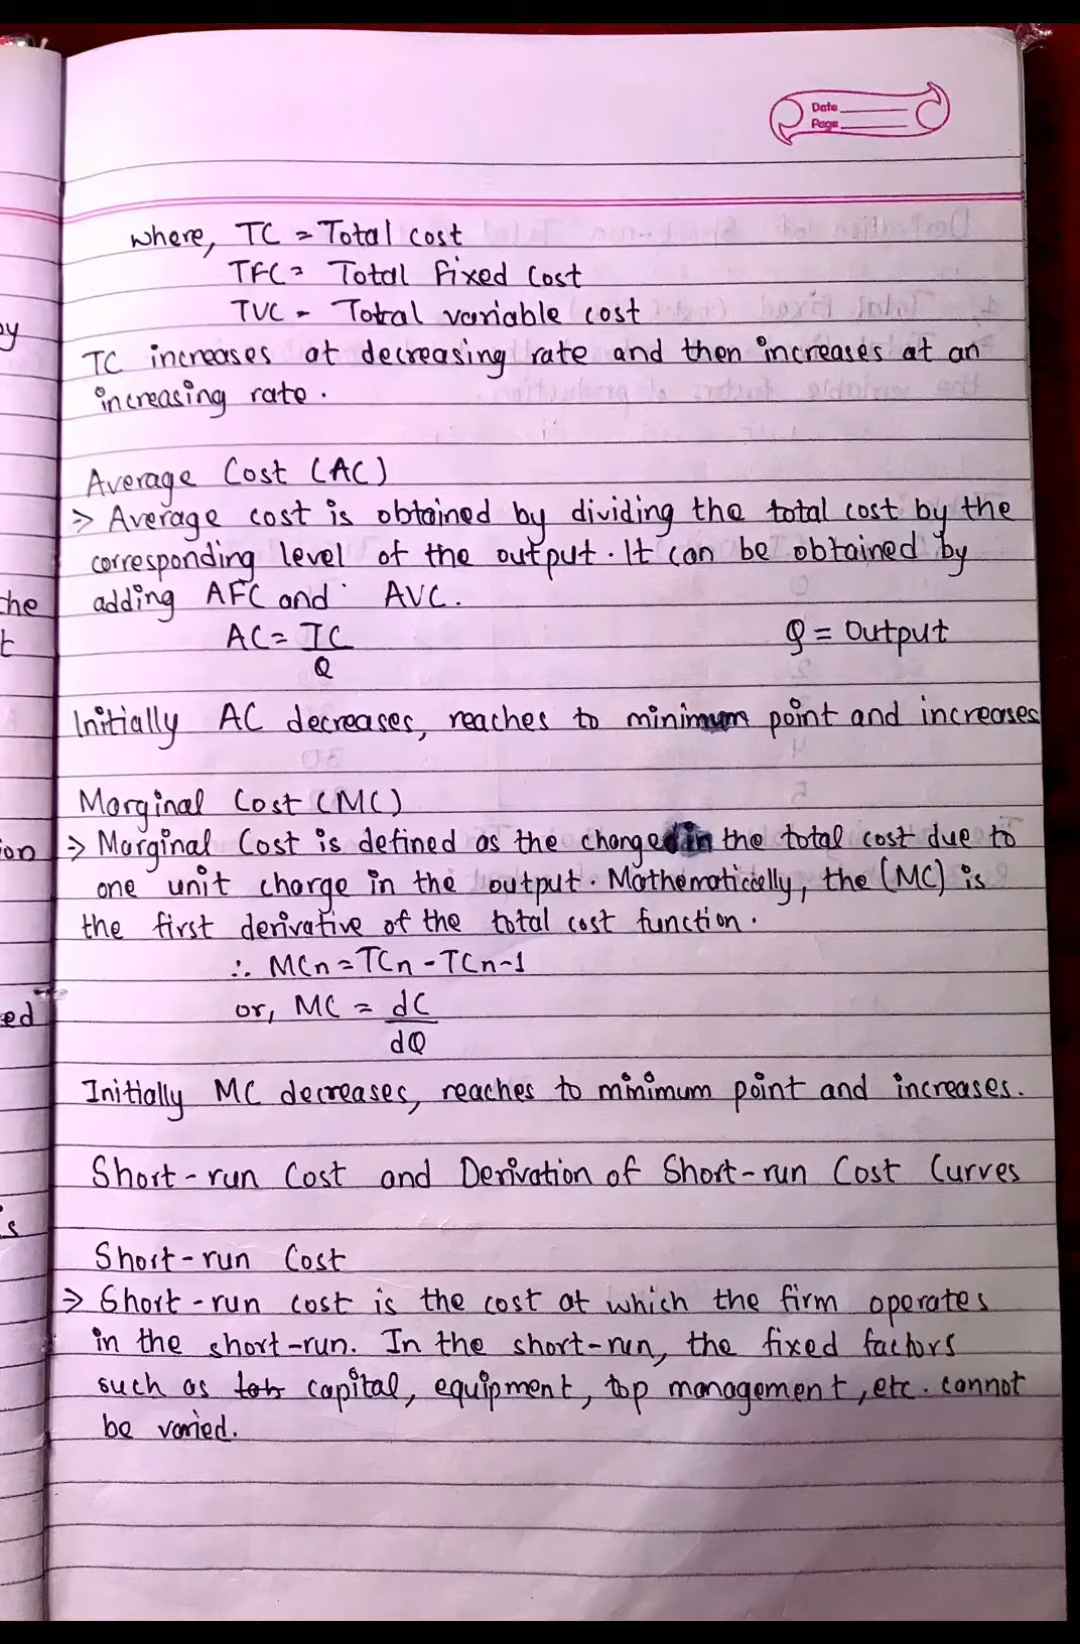 Date
Page
where, TC = Total cost
TFC = Total fixed cost
TVC = Total variable cost
TC increases at decreasing rate and then increases at an
increasing rate.
Average Cost (AC)
⇒ Average cost is obtained by dividing the total cost by the
corresponding level of the output. It can be obtained by
adding AFC and AVC.
AC = TC Q = Output
Q
Initially AC decreases, reaches to minimum point and increases
Marginal Cost (MC)
⇒ Marginal Cost is defined as the change in the total cost due to
one unit change in the output. Mathematically, the (MC) is
the first derivative of the total cost function.
∴ MCn = TCn - TCn-1
or, MC = dC
dQ
Initially MC decreases, reaches to minimum point and increases.
Short-run Cost and Derivation of Short-run Cost Curves
Short-run Cost
⇒ Short-run cost is the cost at which the firm operates
in the short-run. In the short-run, the fixed factors
such as capital, equipment, top management, etc. cannot
be varied.